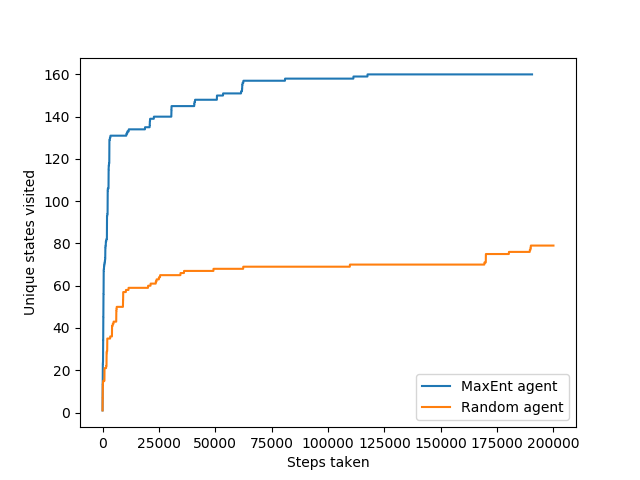 160
140
120
100
80
60
40
20
0
Unique states visited
MaxEnt agent
Random agent
0 25000 50000 75000 100000 125000 150000 175000 200000
Steps taken